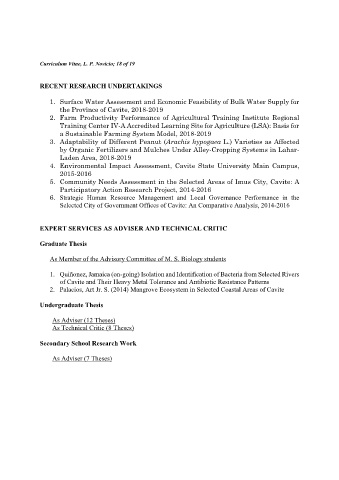 Curriculum Vitae, L. P. Novicio; 18 of 19
RECENT RESEARCH UNDERTAKINGS
1. Surface Water Assessment and Economic Feasibility of Bulk Water Supply for
the Province of Cavite, 2018-2019
2. Farm Productivity Performance of Agricultural Training Institute Regional
Training Center IV-A Accredited Learning Site for Agriculture (LSA): Basis for
a Sustainable Farming System Model, 2018-2019
3. Adaptability of Different Peanut (Arachis hypogaea L.) Varieties as Affected
by Organic Fertilizers and Mulches Under Alley-Cropping Systems in Lahar-
Laden Area, 2018-2019
4. Environmental Impact Assessment, Cavite State University Main Campus,
2015-2016
5. Community Needs Assessment in the Selected Areas of Imus City, Cavite: A
Participatory Action Research Project, 2014-2016
6. Strategic Human Resource Management and Local Governance Performance in the
Selected City of Government Offices of Cavite: An Comparative Analysis, 2014-2016
EXPERT SERVICES AS ADVISER AND TECHNICAL CRITIC
Graduate Thesis
As Member of the Advisory Committee of M. S. Biology students
1. Quiñonez, Jamaica (on-going) Isolation and Identification of Bacteria from Selected Rivers
of Cavite and Their Heavy Metal Tolerance and Antibiotic Resistance Patterns
2. Palacios, Art Jr. S. (2014) Mangrove Ecosystem in Selected Coastal Areas of Cavite
Undergraduate Thesis
As Adviser (12 Theses)
As Technical Critic (8 Theses)
Secondary School Research Work
As Adviser (7 Theses)